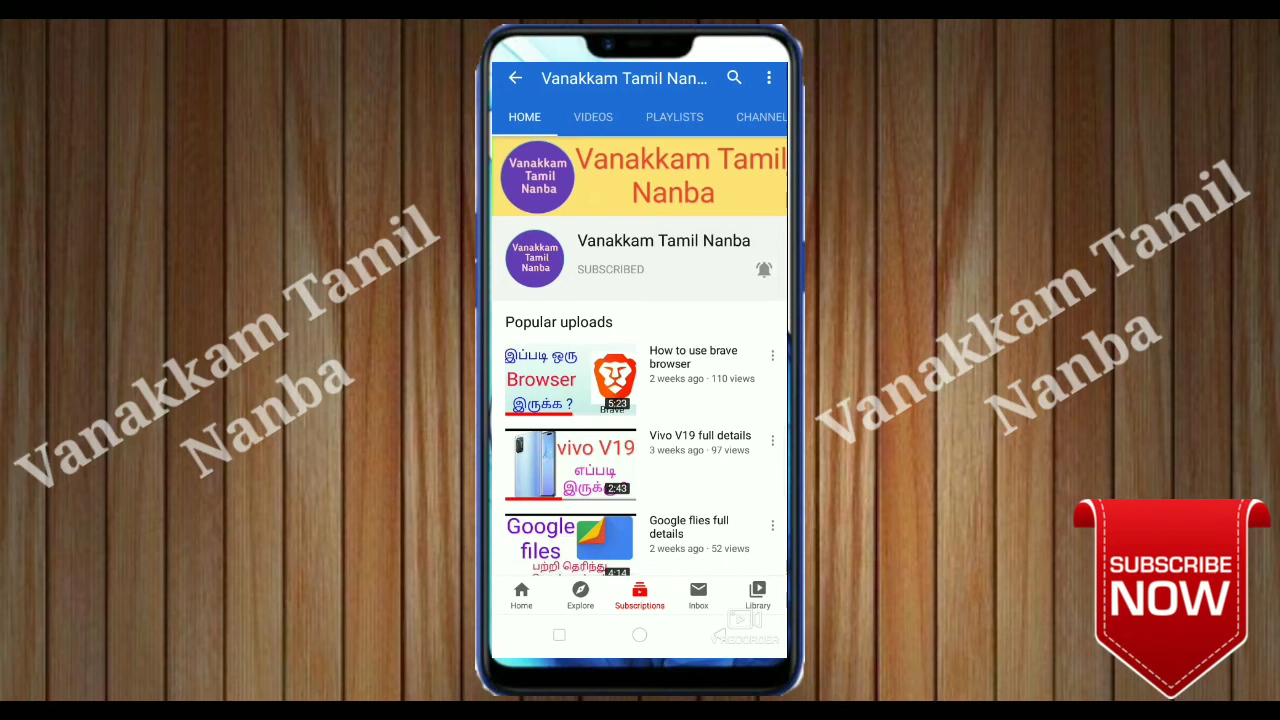 Vanakkam Tamil Nan...
HOME VIDEOS PLAYLISTS CHANNEL
Vanakkam
Tamil
Nanba
Vanakkam Tamil
Nanba
Vanakkam
Tamil
Nanba
Vanakkam Tamil Nanba
SUBSCRIBED
Popular uploads
இப்படி ஒரு
Browser
இருக்க ?
Brave
5:23
How to use brave
browser
2 weeks ago · 110 views
vivo V19
எப்படி
2:43
Vivo V19 full details
3 weeks ago · 97 views
Google
files
பற்றி தெரிந்து
4:14
Google flies full
details
2 weeks ago · 52 views
Home Explore Subscriptions Inbox Library
V RECORDER
Vanakkam Tamil
Nanba
Vanakkam Tamil
Nanba
SUBSCRIBE
NOW